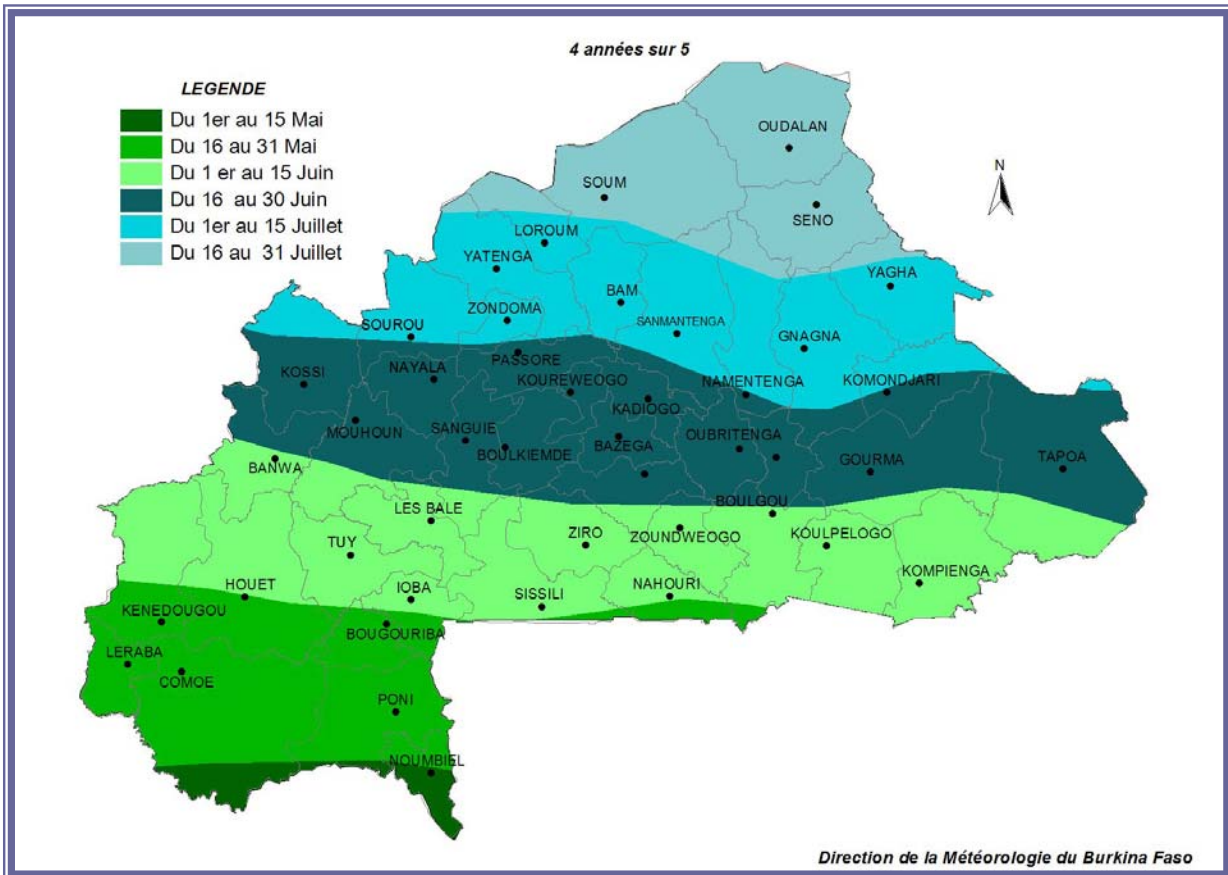 4 années sur 5
LEGENDE
Du 1er au 15 Mai
Du 16 au 31 Mai
Du 1 er au 15 Juin
Du 16 au 30 Juin
Du 1er au 15 Juillet
Du 16 au 31 Juillet
N
OUDALAN
SOUM
SENO
LOROUM
YATENGA
YAGHA
BAM
ZONDOMA
SANMANTENGA
SOUROU
GNAGNA
PASSORE
KOSSI
NAYALA
KOUREWEOGO
NAMENTENGA
KOMONDJARI
KADIOGO
MOUHOUN
SANGUIE
BAZEGA
OUBRITENGA
BOULKIEMDE
GOURMA
TAPOA
BANWA
BOULGOU
LES BALE
ZIRO
ZOUNDWEOGO
KOULPELOGO
TUY
KOMPIENGA
HOUET
IOBA
SISSILI
NAHOURI
KENEDOUGOU
BOUGOURIBA
LERABA
COMOE
PONI
NOUMBIEL
Direction de la Météorologie du Burkina Faso